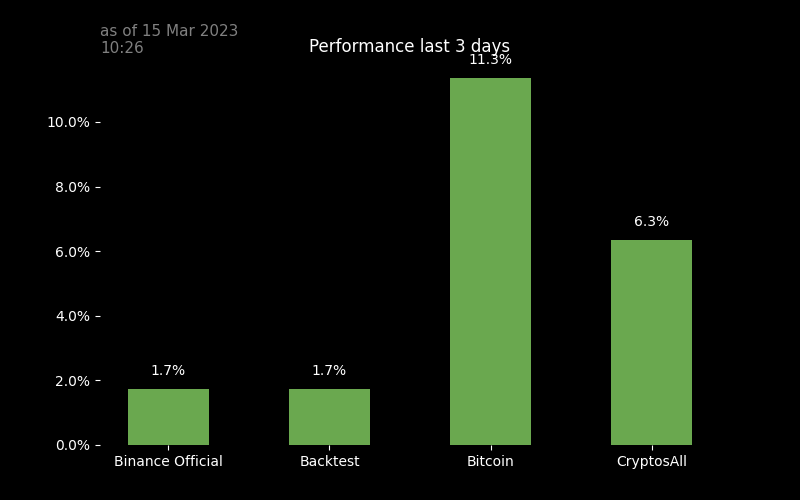 as of 15 Mar 2023
10:26
Performance last 3 days
11.3%
10.0%
8.0%
6.3%
6.0%
4.0%
1.7%
1.7%
2.0%
0.0%
Binance Official
Backtest
Bitcoin
CryptosAll